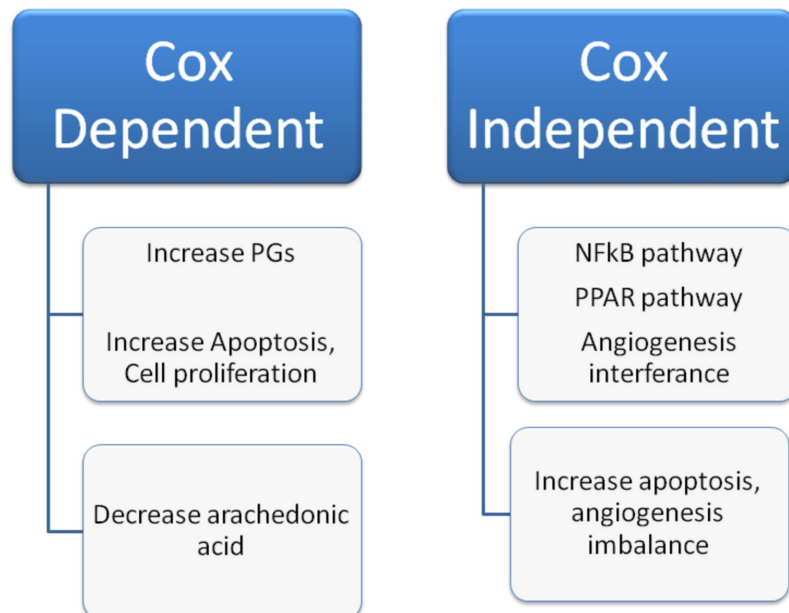 Cox
Dependent
Increase PGs
Increase Apoptosis,
Cell proliferation
Decrease arachedonic
acid
Cox
Independent
NFkB pathway
PPAR pathway
Angiogenesis
interferance
Increase apoptosis,
angiogenesis
imbalance